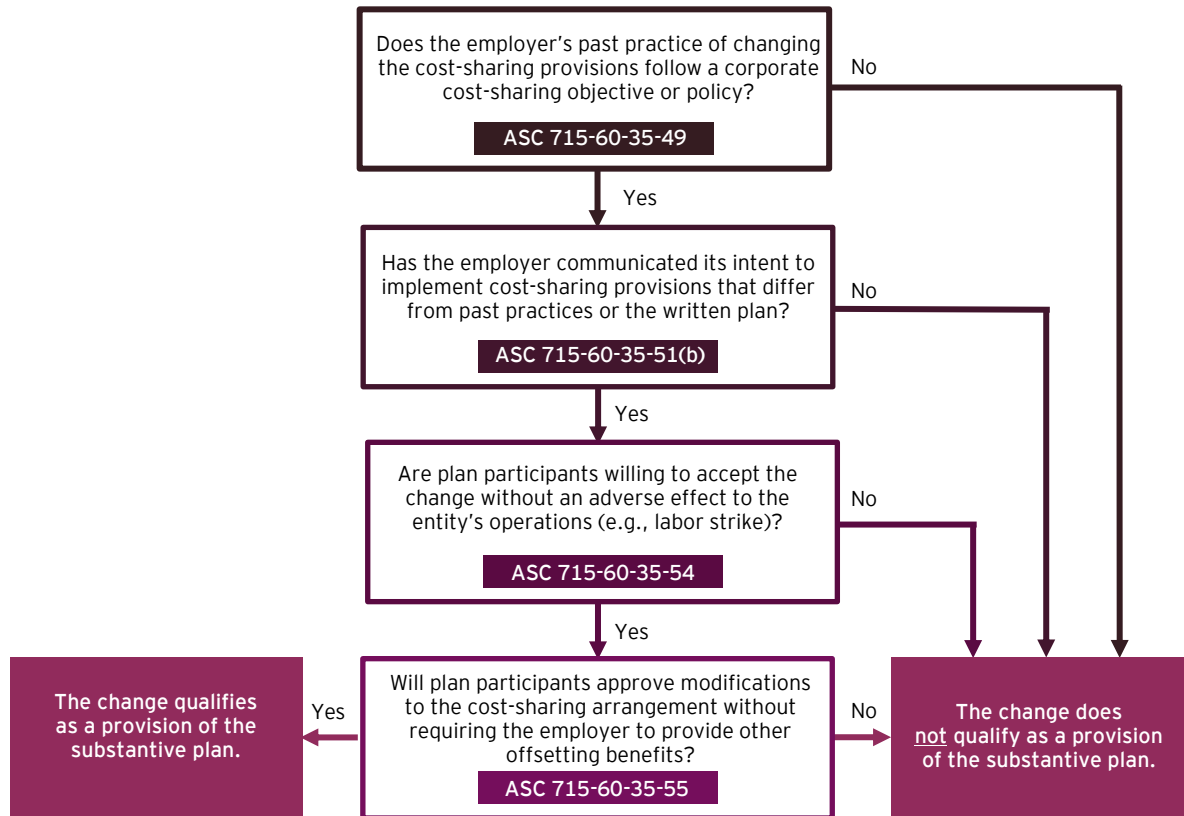 Does the employer's past practice of changing
the cost-sharing provisions follow a corporate
cost-sharing objective or policy?
ASC 715-60-35-49
No
Yes
Has the employer communicated its intent to
implement cost-sharing provisions that differ
from past practices or the written plan?
ASC 715-60-35-51(b)
No
Yes
Are plan participants willing to accept the
change without an adverse effect to the
entity's operations (e.g., labor strike)?
ASC 715-60-35-54
No
Yes
The change qualifies
as a provision of the
substantive plan.
Yes
Will plan participants approve modifications
to the cost-sharing arrangement without
requiring the employer to provide other
offsetting benefits?
ASC 715-60-35-55
No
The change does
not qualify as a provision
of the substantive plan.